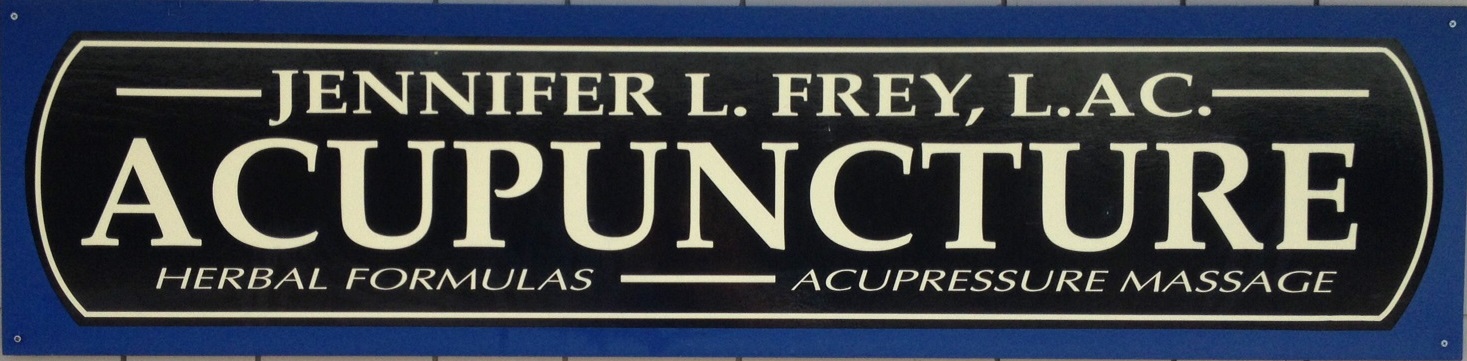 JENNIFER L. FREY, L.AC.
ACUPUNCTURE
HERBAL FORMULAS — ACUPRESSURE MASSAGE